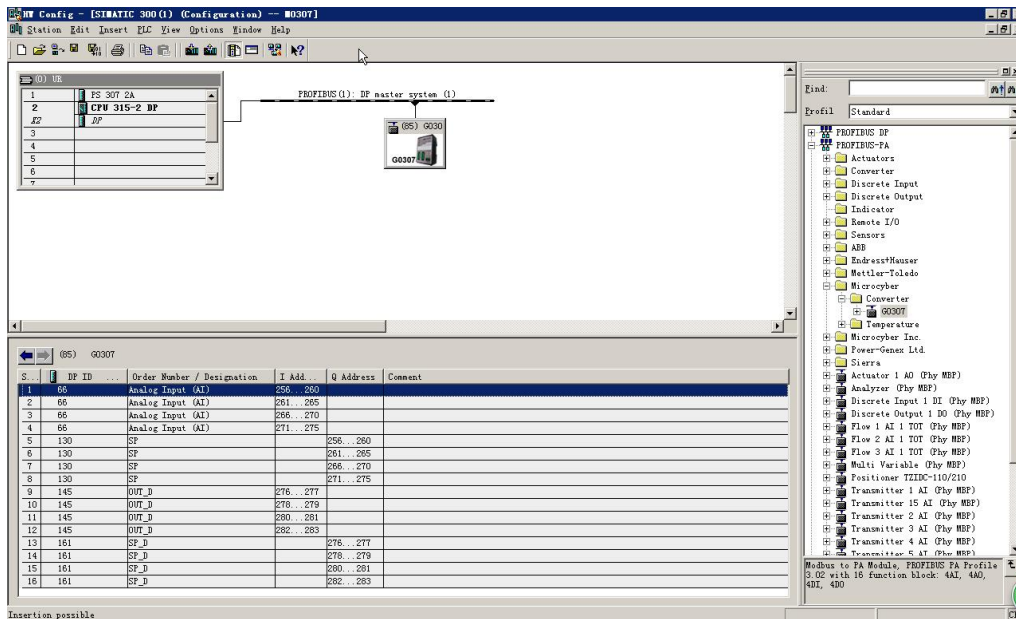 HW Config - [SIMATIC 300(1) (Configuration) -- M0307]
Station Edit Insert PLC View Options Window Help
(0) UR
1 PS 307 2A
2 CPU 315-2 DP
X2 DP
3
4
5
6
7
PROFIBUS(1): DP master system (1)
(85) G030
G0307
Find:
Profil Standard
PROFIBUS DP
PROFIBUS-PA
Actuators
Converter
Discrete Input
Discrete Output
Indicator
Remote I/O
Sensors
ABB
Endress+Hauser
Mettler-Toledo
Microcyber
Converter
G0307
Temperature
Microcyber Inc.
Power-Genex Ltd.
Sierra
Actuator 1 AO (Phy MBP)
Analyzer (Phy MBP)
Discrete Input 1 DI (Phy MBP)
Discrete Output 1 DO (Phy MBP)
Flow 1 AI 1 TOT (Phy MBP)
Flow 2 AI 1 TOT (Phy MBP)
Flow 3 AI 1 TOT (Phy MBP)
Multi Variable (Phy MBP)
Positioner TZIDC-110/210
Transmitter 1 AI (Phy MBP)
Transmitter 15 AI (Phy MBP)
Transmitter 2 AI (Phy MBP)
Transmitter 3 AI (Phy MBP)
Transmitter 4 AI (Phy MBP)
Transmitter 5 AI (Phy MBP)
Modbus to PA Module, PROFIBUS PA Profile
3.02 with 16 function block: 4AI, 4AO,
4DI, 4DO
(85) G0307
S... DP ID ... Order Number / Designation I Add... Q Address Comment
1 66 Analog Input (AI) 256...260
2 66 Analog Input (AI) 261...265
3 66 Analog Input (AI) 266...270
4 66 Analog Input (AI) 271...275
5 130 SP 256...260
6 130 SP 261...265
7 130 SP 266...270
8 130 SP 271...275
9 145 OUT_D 276...277
10 145 OUT_D 278...279
11 145 OUT_D 280...281
12 145 OUT_D 282...283
13 161 SP_D 276...277
14 161 SP_D 278...279
15 161 SP_D 280...281
16 161 SP_D 282...283
Insertion possible